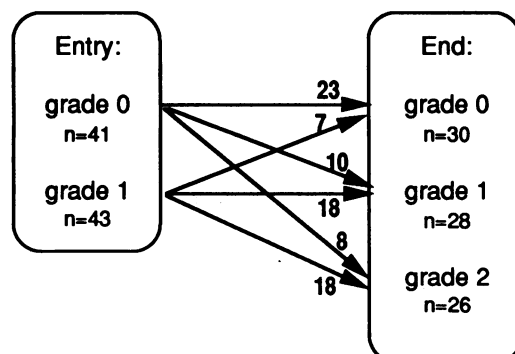 Entry:
grade 0
n=41
grade 1
n=43
23
7
10
18
8
18
End:
grade 0
n=30
grade 1
n=28
grade 2
n=26